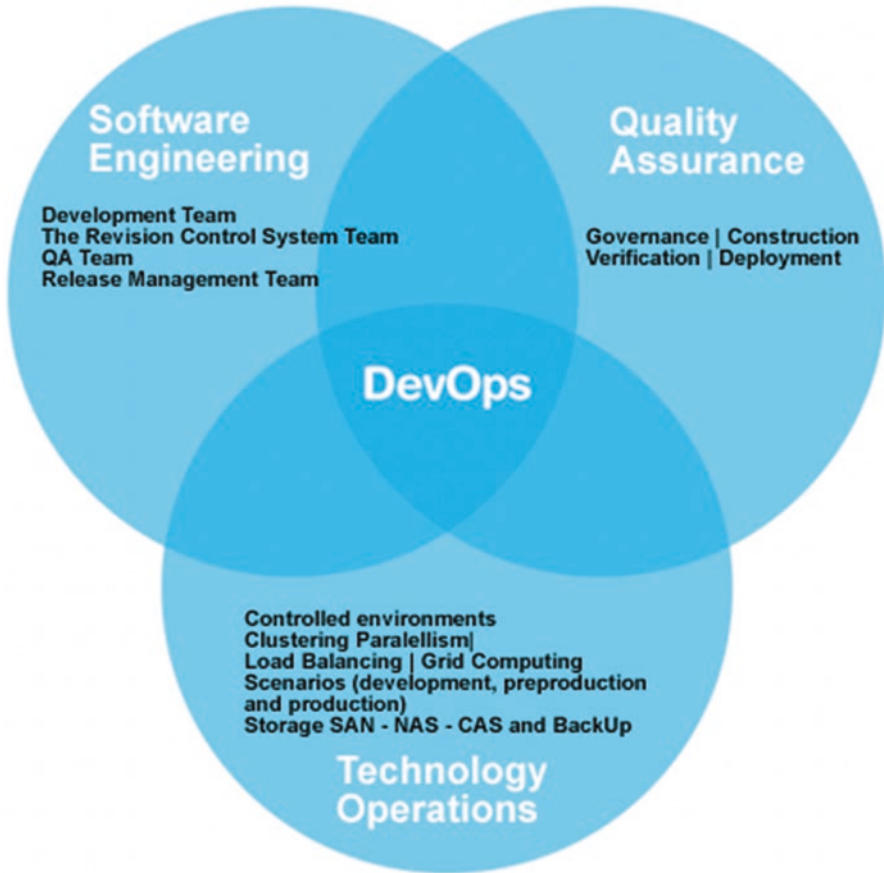 Software
Engineering
Development Team
The Revision Control System Team
QA Team
Release Management Team
Quality
Assurance
Governance | Construction
Verification | Deployment
DevOps
Controlled environments
Clustering Paralellism|
Load Balancing | Grid Computing
Scenarios (development, preproduction
and production)
Storage SAN - NAS - CAS and BackUp
Technology
Operations